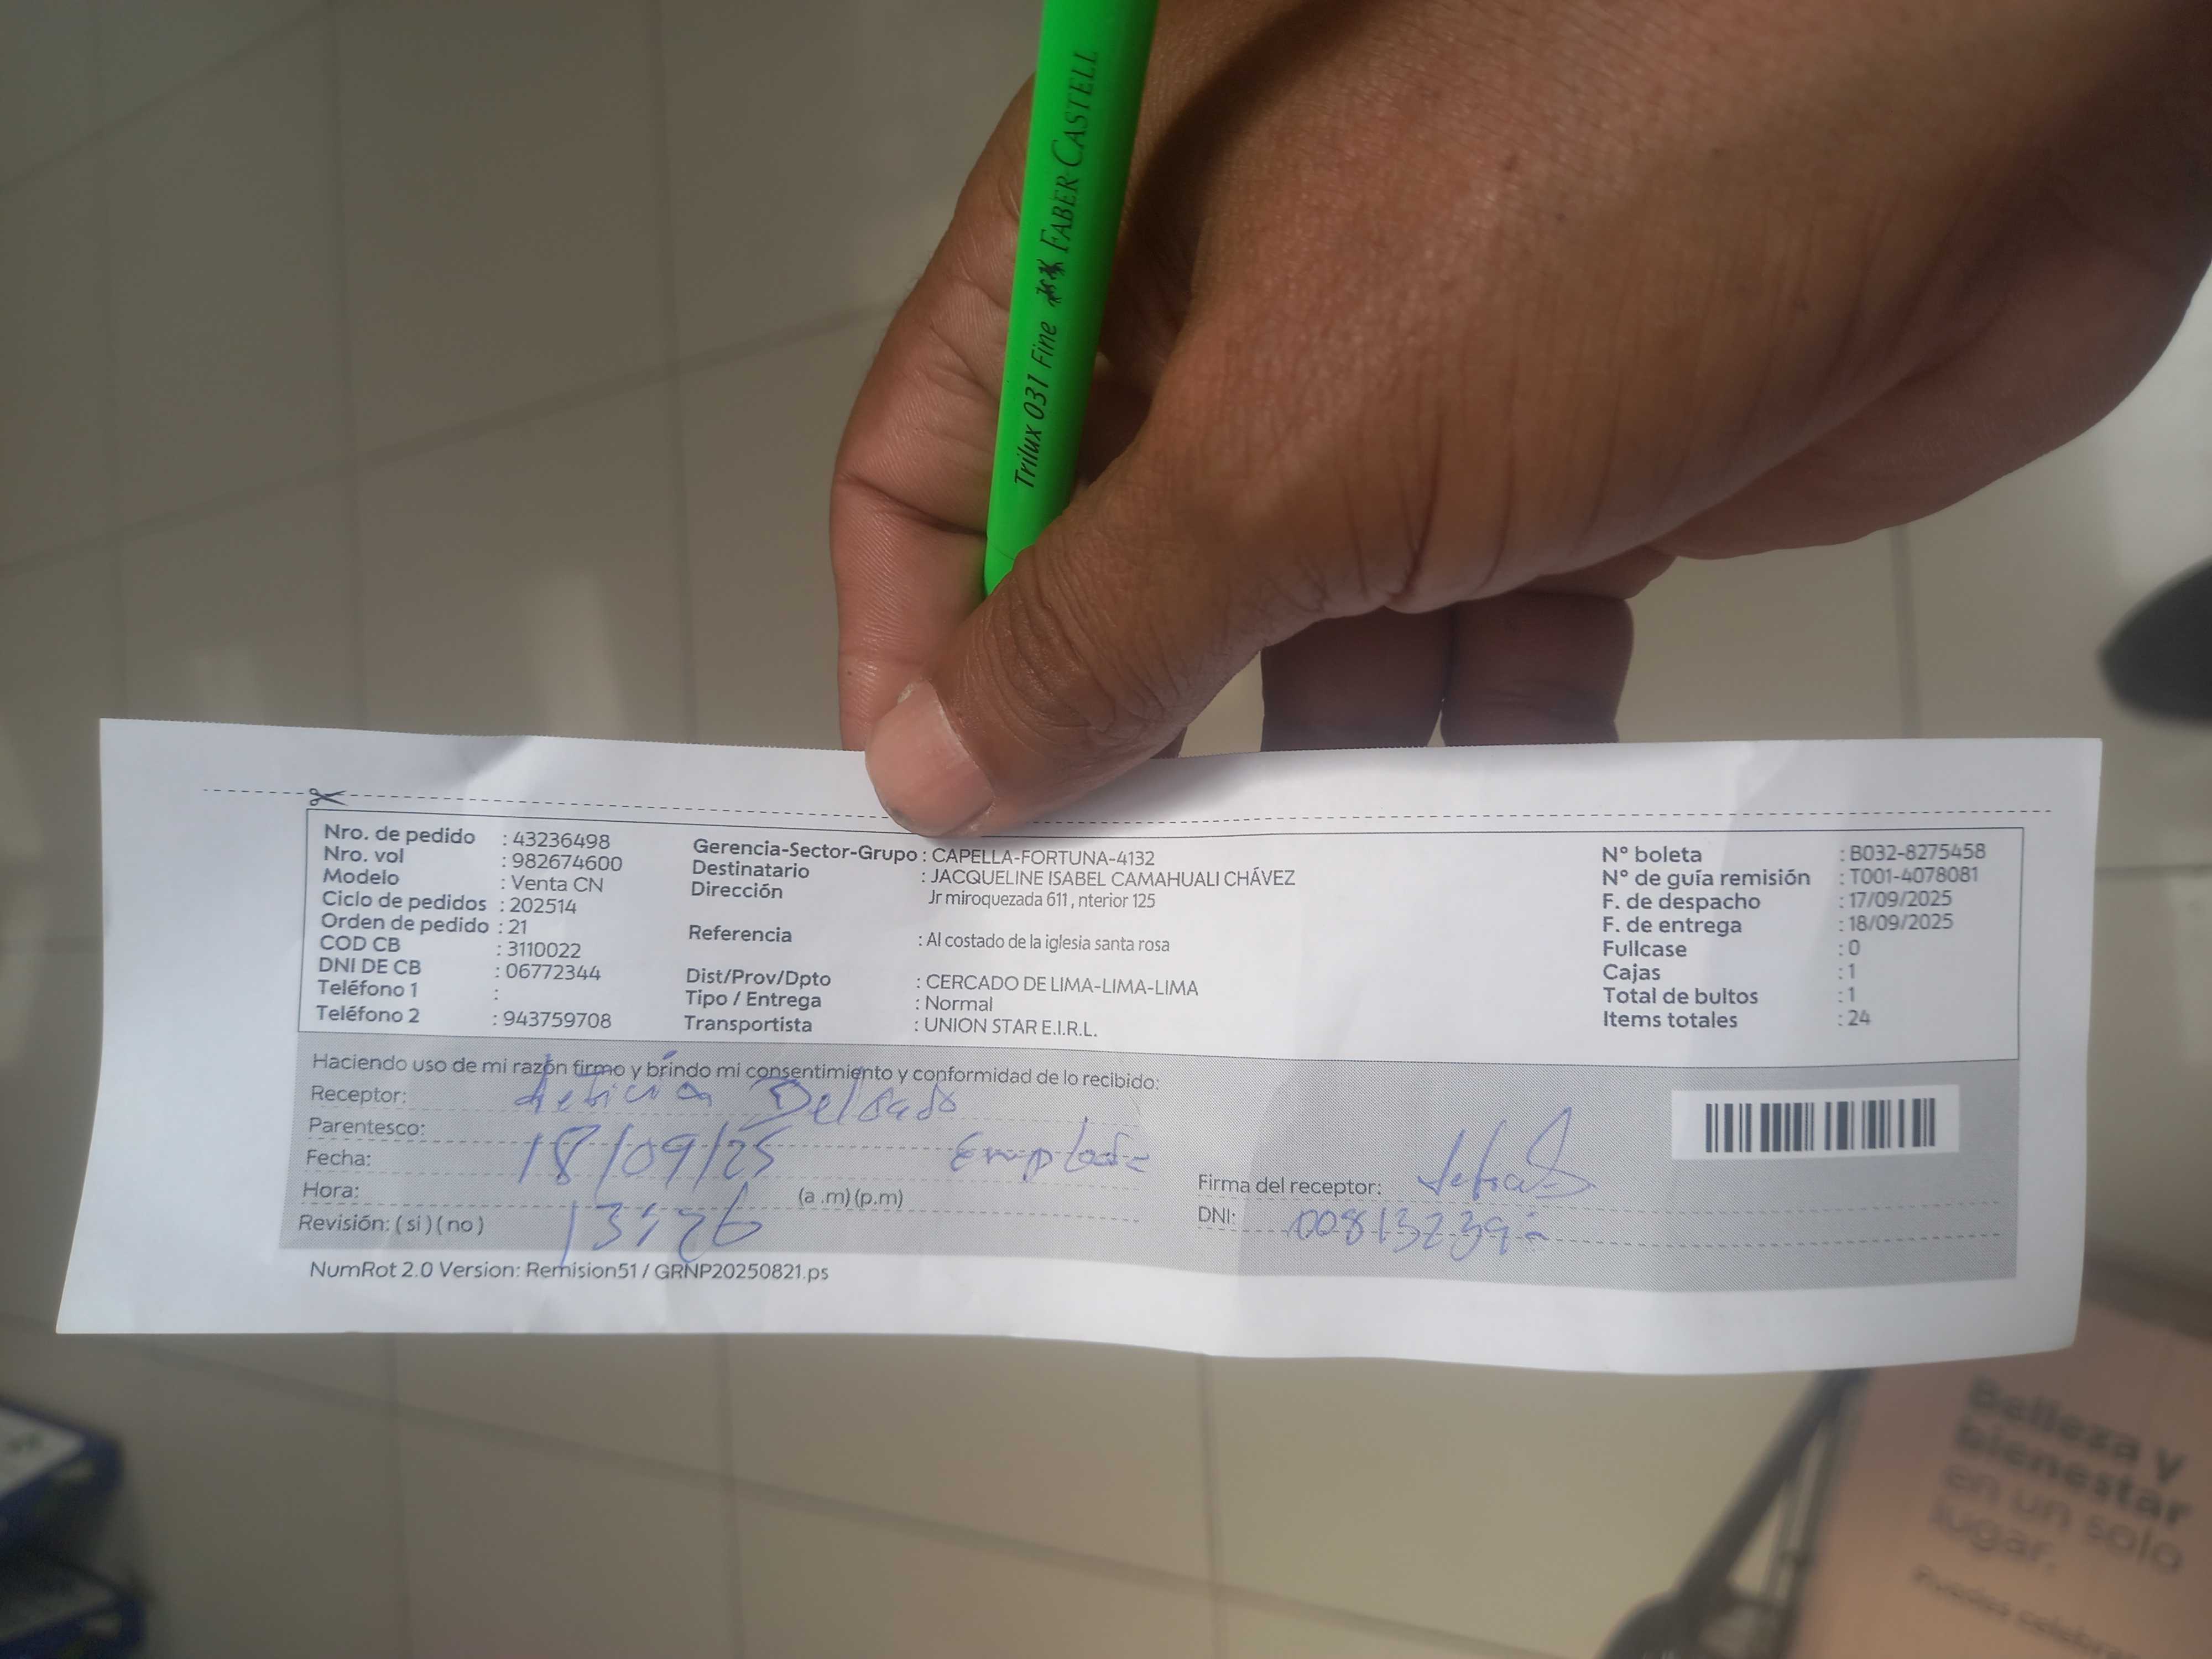 Trilux 031 Fine FABER-CASTELL
Nro. de pedido : 43236498
Nro. vol : 982674600
Modelo : Venta CN
Ciclo de pedidos : 202514
Orden de pedido : 21
COD CB : 3110022
DNI DE CB : 06772344
Teléfono 1 :
Teléfono 2 : 943759708
Gerencia-Sector-Grupo : CAPELLA-FORTUNA-4132
Destinatario : JACQUELINE ISABEL CAMAHUALI CHÁVEZ
Dirección Jr miroquezada 611 , nterior 125
Referencia : Al costado de la iglesia santa rosa
Dist/Prov/Dpto : CERCADO DE LIMA-LIMA-LIMA
Tipo / Entrega : Normal
Transportista : UNION STAR E.I.R.L.
N° boleta : B032-8275458
N° de guía remisión : T001-4078081
F. de despacho : 17/09/2025
F. de entrega : 18/09/2025
Fullcase : 0
Cajas : 1
Total de bultos : 1
Items totales : 24
Haciendo uso de mi razón firmo y brindo mi consentimiento y conformidad de lo recibido:
Receptor: Leticia Delgado
Parentesco:
Fecha: 18/09/25
Hora: 13:26 (a .m) (p.m)
Revisión: ( si ) ( no )
Firma del receptor:
DNI:
NumRot 2.0 Version: Remision51 / GRNP20250821.ps
Belleza y
bienestar
en un solo
lugar.